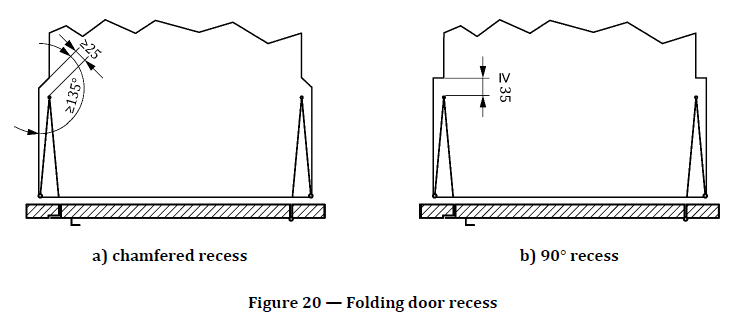 ≥25
≥135°
≥ 35
a) chamfered recess
b) 90° recess
Figure 20 — Folding door recess